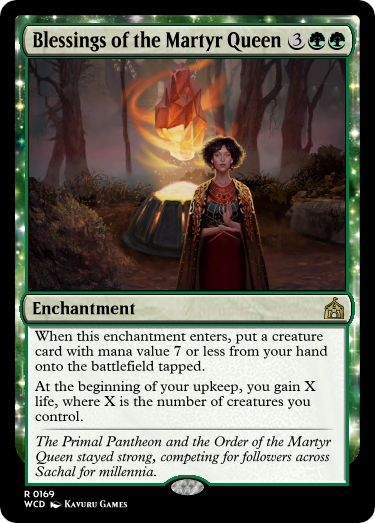 Blessings of the Martyr Queen 3
Enchantment
When this enchantment enters, put a creature
card with mana value 7 or less from your hand
onto the battlefield tapped.
At the beginning of your upkeep, you gain X
life, where X is the number of creatures you
control.
The Primal Pantheon and the Order of the Martyr
Queen stayed strong, competing for followers across
Sachal for millennia.
R 0169
WCD Kavuru Games